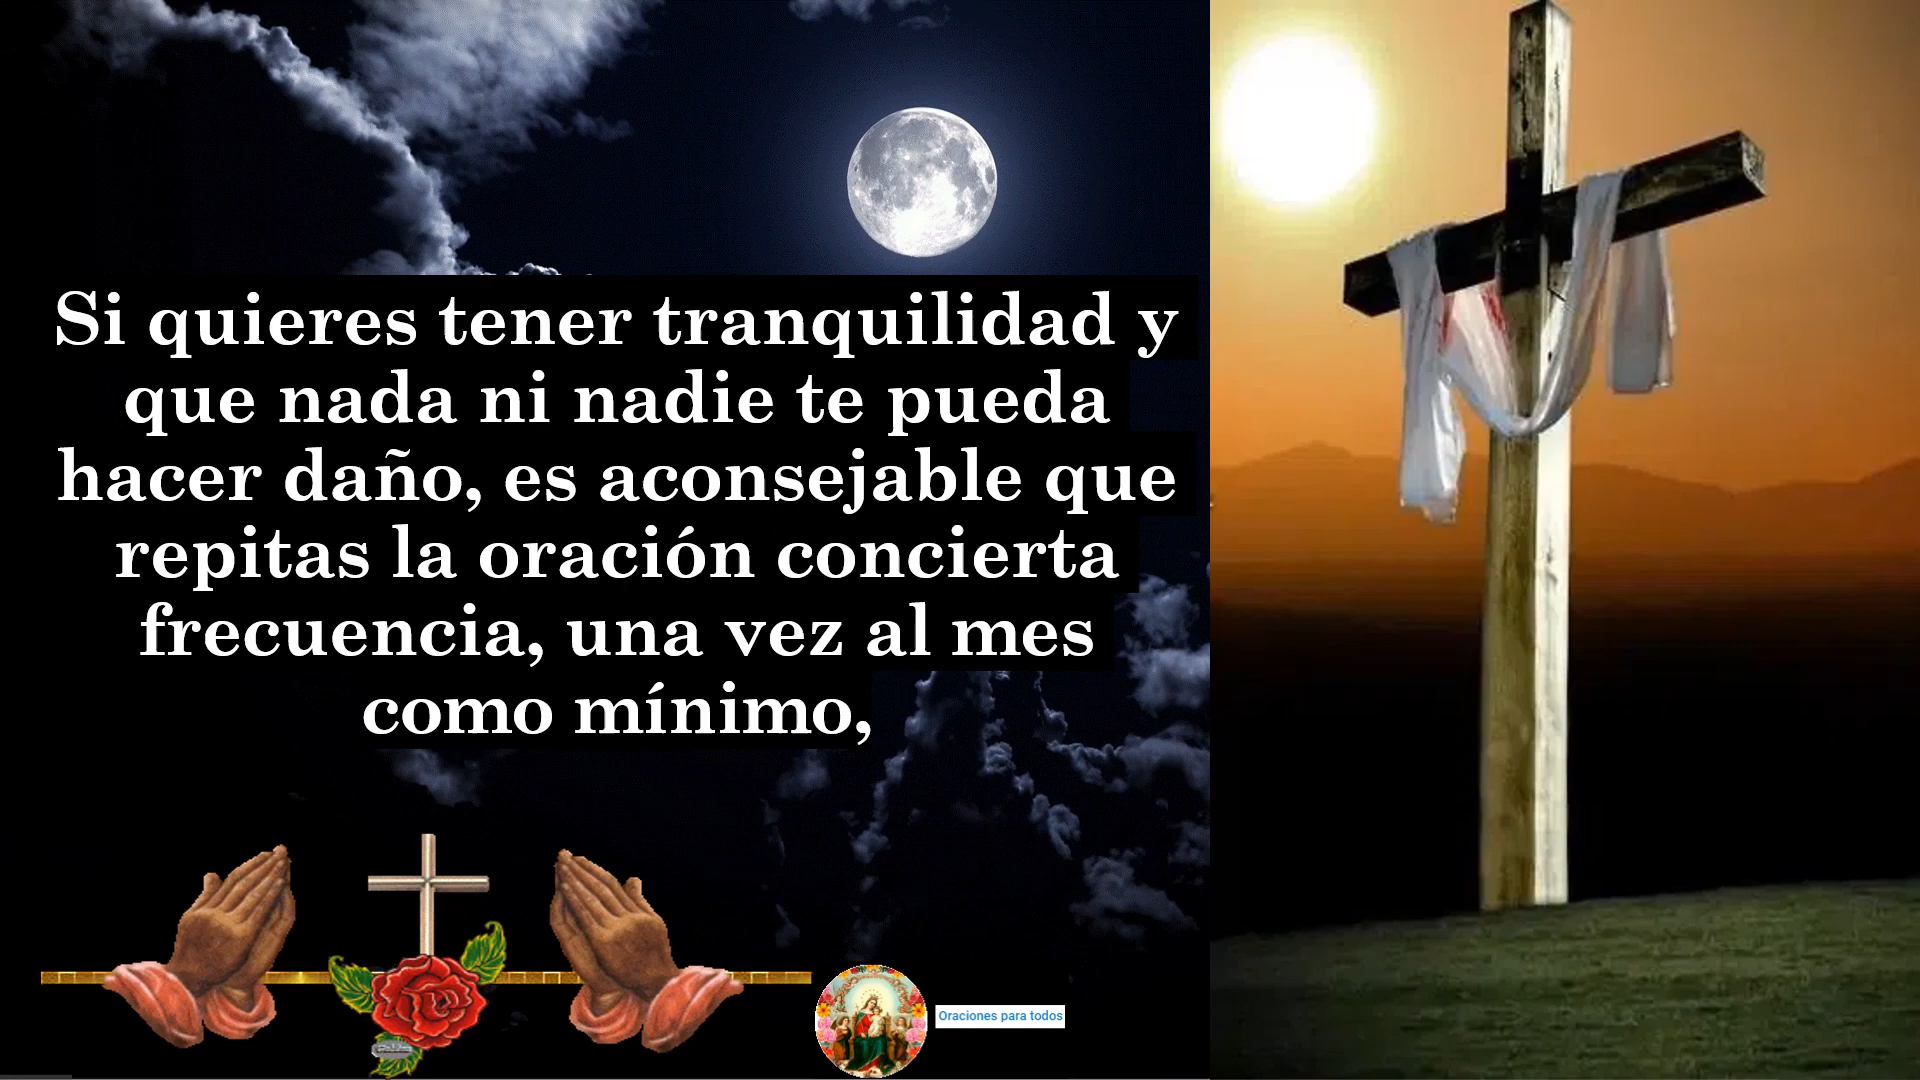 Si quieres tener tranquilidad y
que nada ni nadie te pueda
hacer daño, es aconsejable que
repitas la oración concierta
frecuencia, una vez al mes
como mínimo,
Oraciones para todos